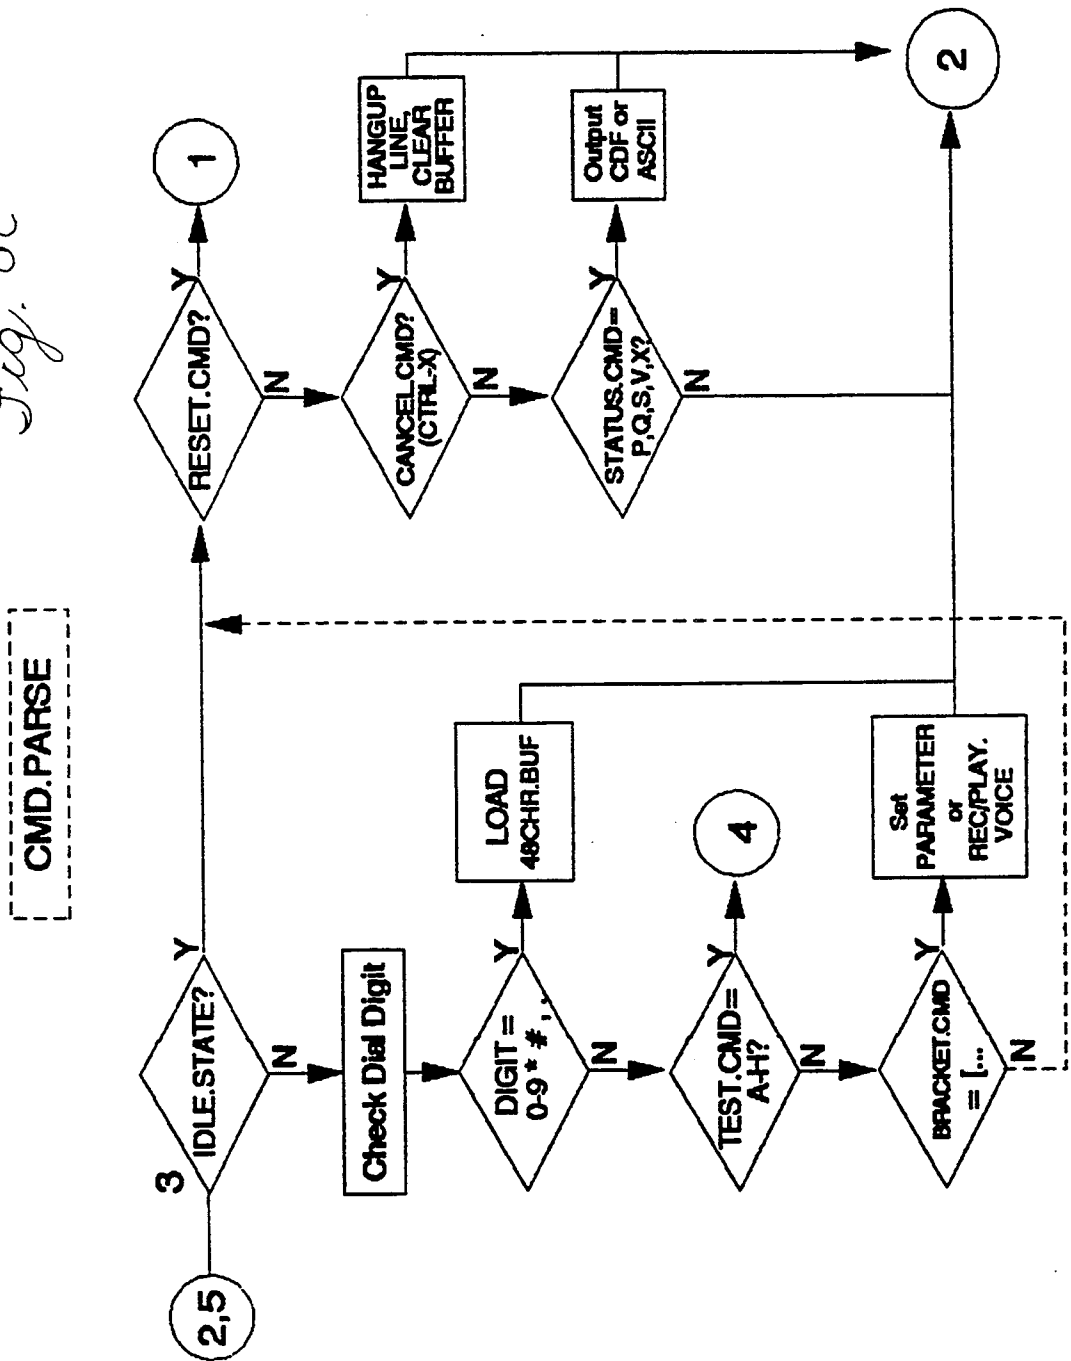 Fig. 8c
CMD.PARSE
2,5
3
IDLE.STATE?
Y
N
RESET.CMD?
Y
N
1
Check Dial Digit
CANCEL.CMD?
(CTRL-X)
Y
N
HANGUP
LINE,
CLEAR
BUFFER
DIGIT =
0-9 * # , ,
Y
N
LOAD
48CHR.BUF
STATUS.CMD=
P,Q,S,V,X?
Y
N
Output
CDF or
ASCII
TEST.CMD=
A-H?
Y
N
4
BRACKET.CMD
= [...
Y
N
Set
PARAMETER
or
REC/PLAY.
VOICE
2